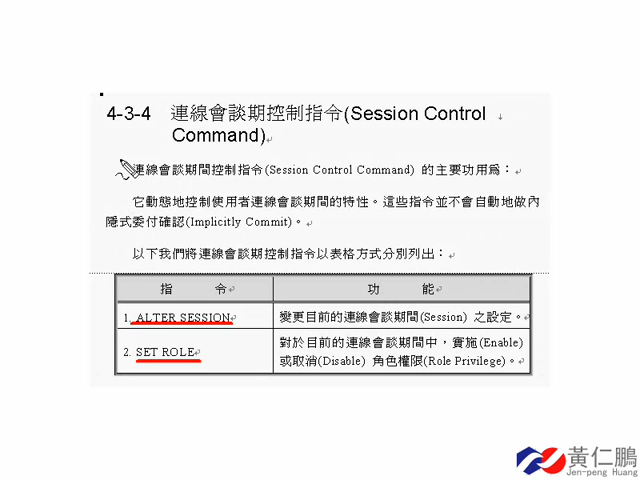 4-3-4 連線會談期控制指令(Session Control
Command)
連線會談期間控制指令(Session Control Command) 的主要功用為：
它動態地控制使用者連線會談期間的特性。這些指令並不會自動地做內
隱式委付確認(Implicitly Commit)。
以下我們將連線會談期控制指令以表格方式分別列出：
指 令 功 能
1. ALTER SESSION 變更目前的連線會談期間(Session) 之設定。
2. SET ROLE 對於目前的連線會談期間中，實施(Enable)
或取消(Disable) 角色權限(Role Privilege)。
黃仁鵬
Jen-peng Huang